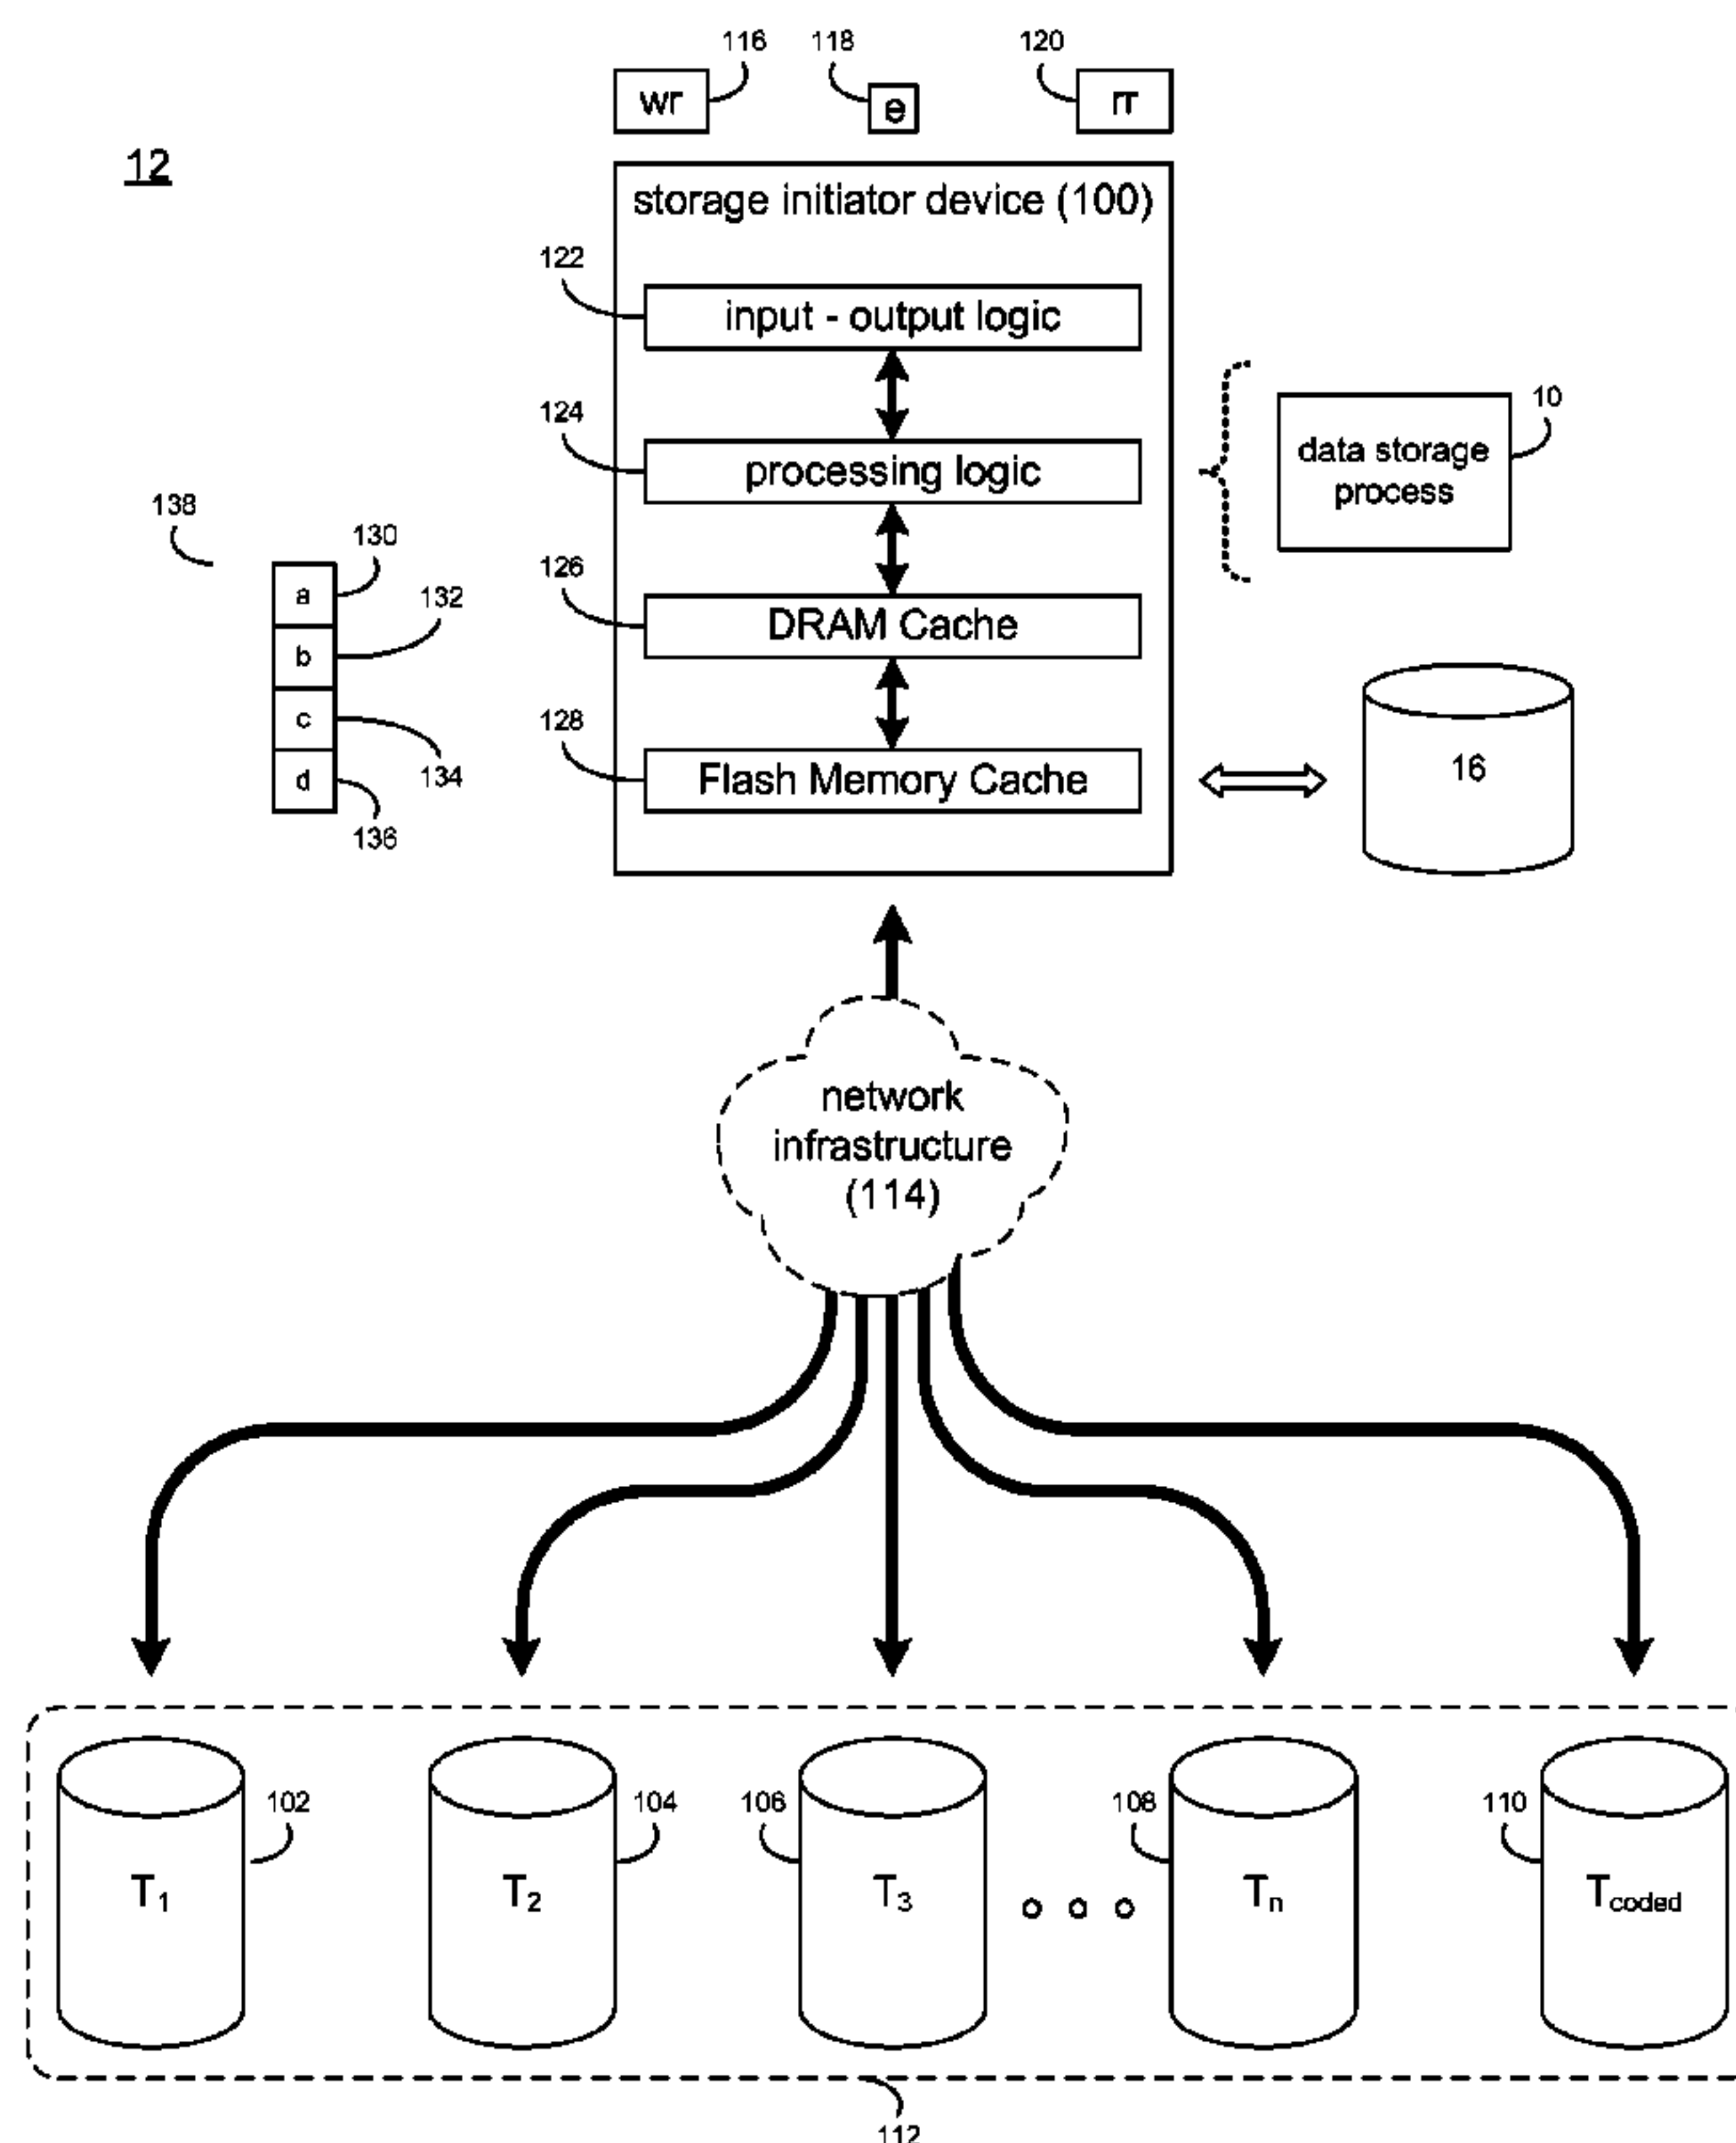 116 118 120
wr e rr
12
storage initiator device (100)
122
input - output logic
10
124
data storage
process
processing logic
138
130
a
126
132
DRAM Cache
b
c
128
134
16
d
Flash Memory Cache
136
network
infrastructure
(114)
102 104 106 108 110
T1 T2 T3 Tn Tcoded
112